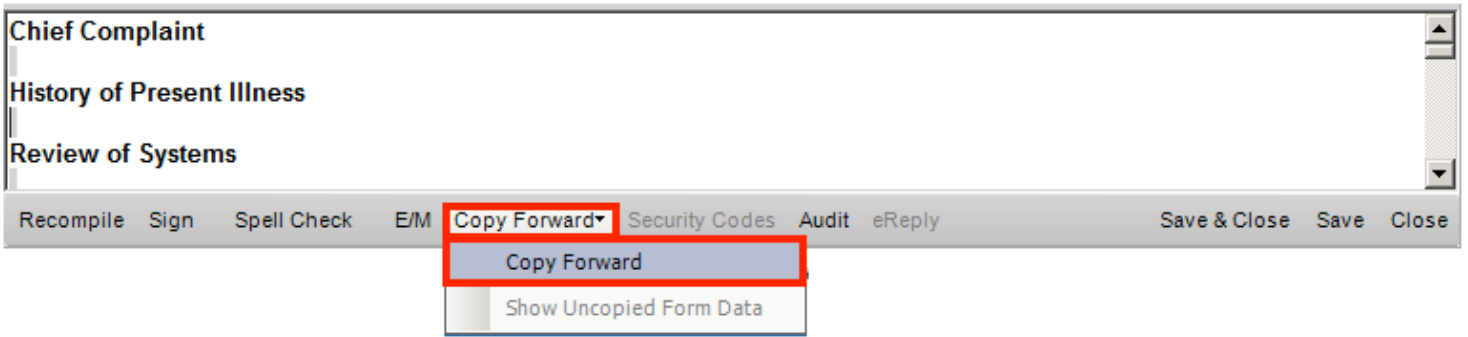 Chief Complaint
History of Present Illness
Review of Systems
Recompile Sign Spell Check E/M Copy Forward Security Codes Audit eReply Save & Close Save Close
Copy Forward
Show Uncopied Form Data